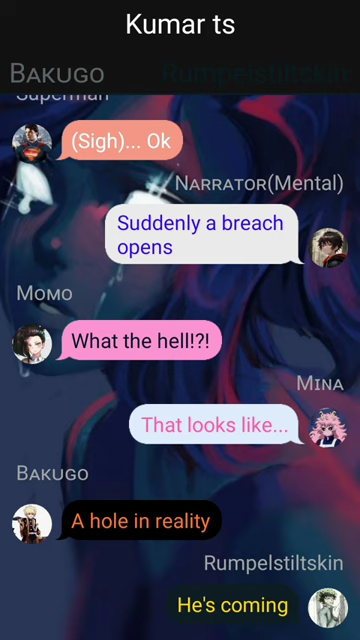 Kumar ts
Bakugo
Rumpelstiltskin
Superman
(Sigh)... Ok
Narrator(Mental)
Suddenly a breach
opens
Momo
What the hell!?!
Mina
That looks like...
Bakugo
A hole in reality
Rumpelstiltskin
He's coming